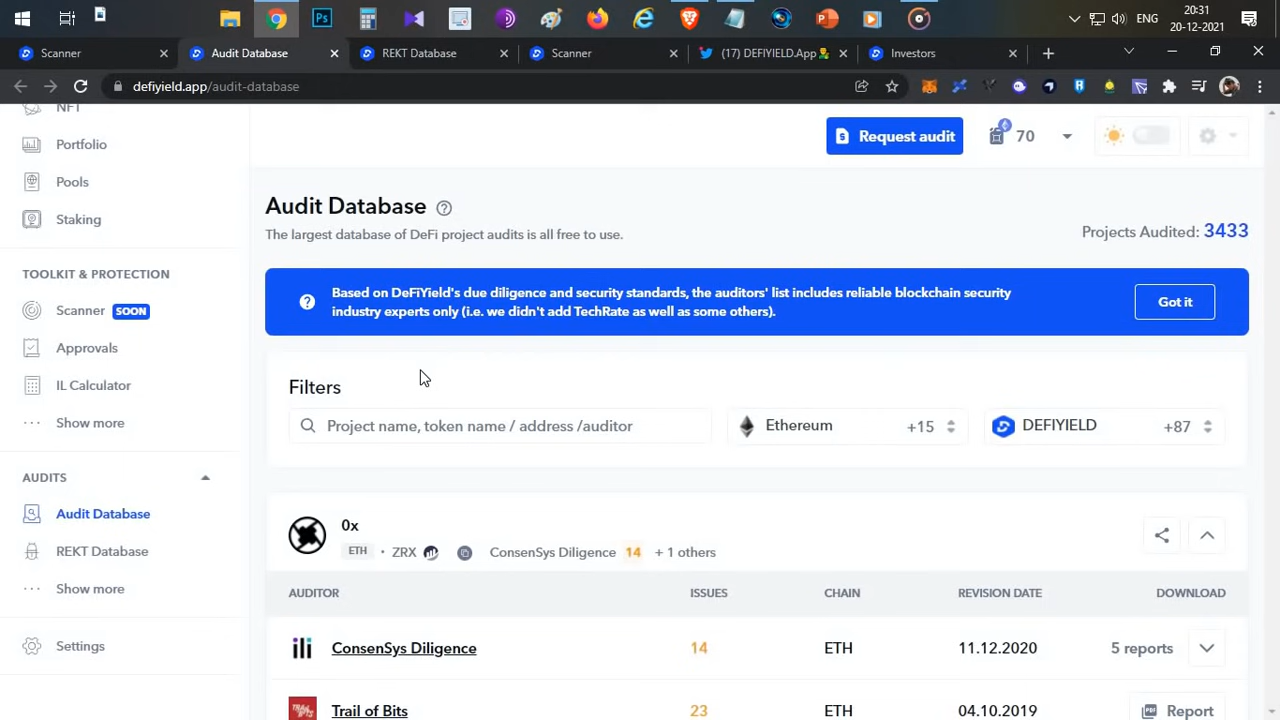 20:31
ENG
20-12-2021
Scanner
Audit Database
REKT Database
Scanner
(17) DEFIYIELD.App
Investors
defiyield.app/audit-database
NFT
Portfolio
Pools
Staking
TOOLKIT & PROTECTION
Scanner SOON
Approvals
IL Calculator
Show more
AUDITS
Audit Database
REKT Database
Show more
Settings
Request audit
70
Audit Database
The largest database of DeFi project audits is all free to use.
Projects Audited: 3433
Based on DeFiYield's due diligence and security standards, the auditors' list includes reliable blockchain security
industry experts only (i.e. we didn't add TechRate as well as some others).
Got it
Filters
Project name, token name / address /auditor
Ethereum +15
DEFIYIELD +87
0x
ETH • ZRX ConsenSys Diligence 14 + 1 others
AUDITOR ISSUES CHAIN REVISION DATE DOWNLOAD
ConsenSys Diligence 14 ETH 11.12.2020 5 reports
Trail of Bits 23 ETH 04.10.2019 Report